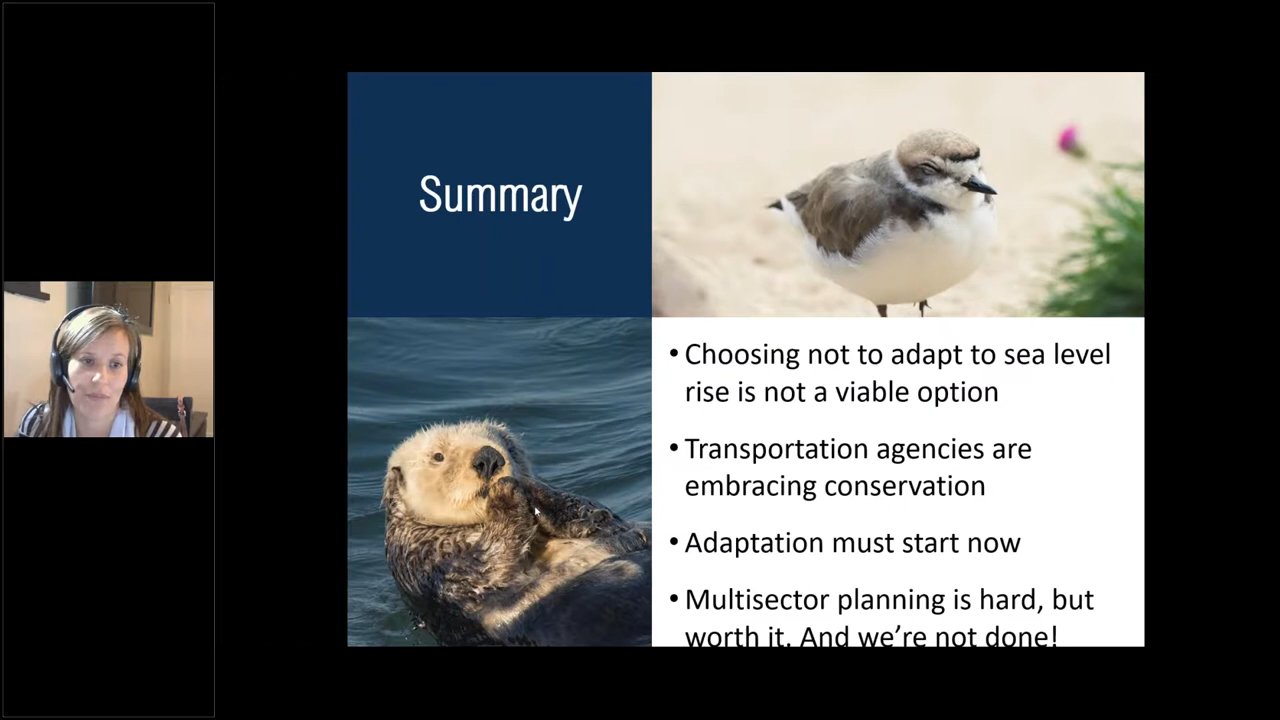 Summary
• Choosing not to adapt to sea level
rise is not a viable option
• Transportation agencies are
embracing conservation
• Adaptation must start now
• Multisector planning is hard, but
worth it. And we’re not done!